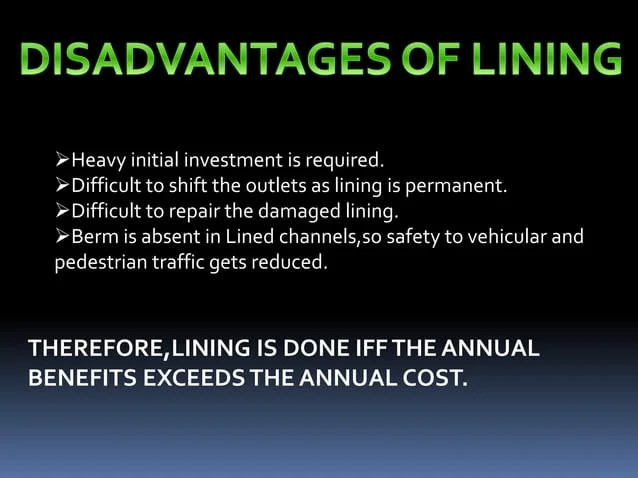 DISADVANTAGES OF LINING
➢Heavy initial investment is required.
➢Difficult to shift the outlets as lining is permanent.
➢Difficult to repair the damaged lining.
➢Berm is absent in Lined channels,so safety to vehicular and
pedestrian traffic gets reduced.
THEREFORE,LINING IS DONE IFF THE ANNUAL
BENEFITS EXCEEDS THE ANNUAL COST.